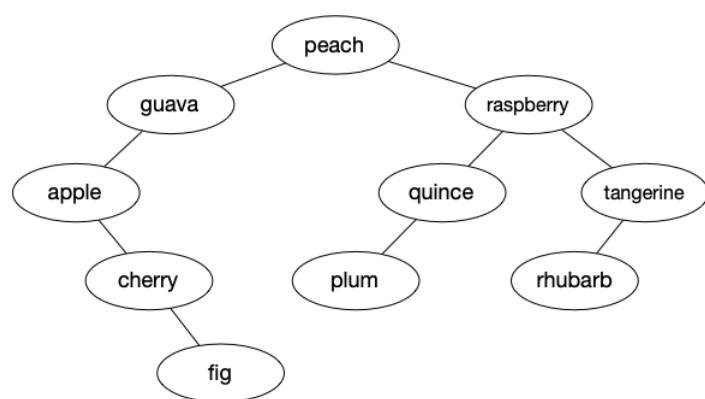 peach
guava
raspberry
apple
quince
tangerine
cherry
plum
rhubarb
fig